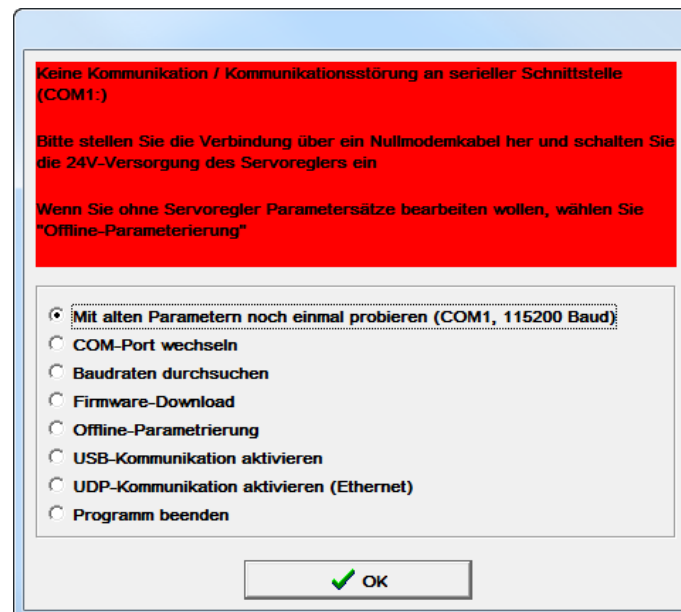 Keine Kommunikation / Kommunikationsstörung an serieller Schnittstelle
(COM1:)
Bitte stellen Sie die Verbindung über ein Nullmodemkabel her und schalten Sie
die 24V-Versorgung des Servoreglers ein
Wenn Sie ohne Servoregler Parametersätze bearbeiten wollen, wählen Sie
"Offline-Parameterierung"
Mit alten Parametern noch einmal probieren (COM1, 115200 Baud)
COM-Port wechseln
Baudraten durchsuchen
Firmware-Download
Offline-Parametrierung
USB-Kommunikation aktivieren
UDP-Kommunikation aktivieren (Ethernet)
Programm beenden
OK